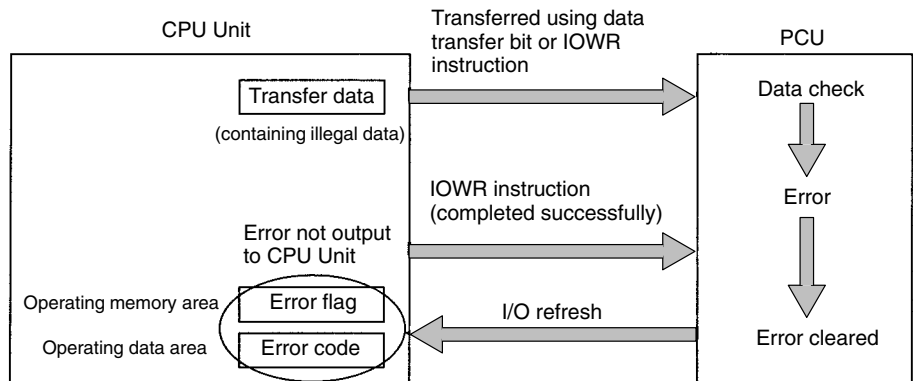 CPU Unit
Transferred using data
transfer bit or IOWR
instruction
PCU
Transfer data
(containing illegal data)
Data check
IOWR instruction
(completed successfully)
Error
Error not output
to CPU Unit
Operating memory area
Error flag
I/O refresh
Operating data area
Error code
Error cleared